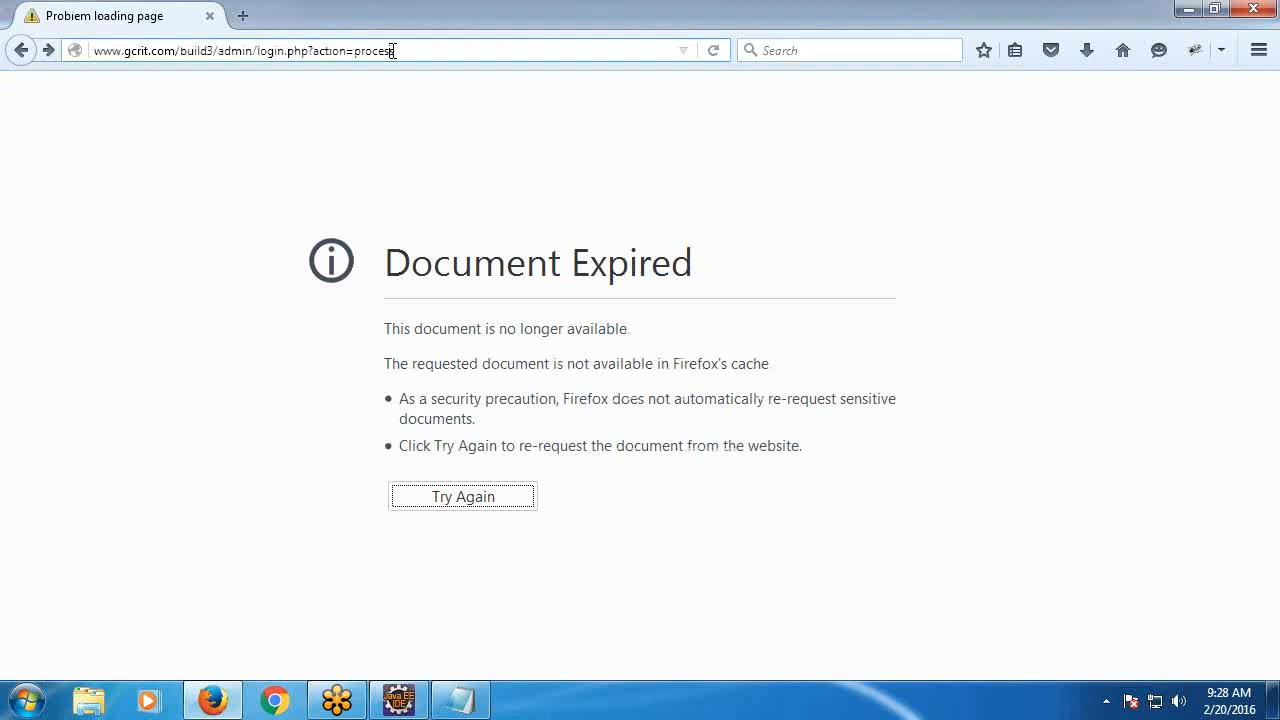 Problem loading page
www.gcrit.com/build3/admin/login.php?action=process
Search
Document Expired
This document is no longer available.
The requested document is not available in Firefox's cache.
• As a security precaution, Firefox does not automatically re-request sensitive
documents.
• Click Try Again to re-request the document from the website.
Try Again
Java EE
IDE
9:28 AM
2/20/2016